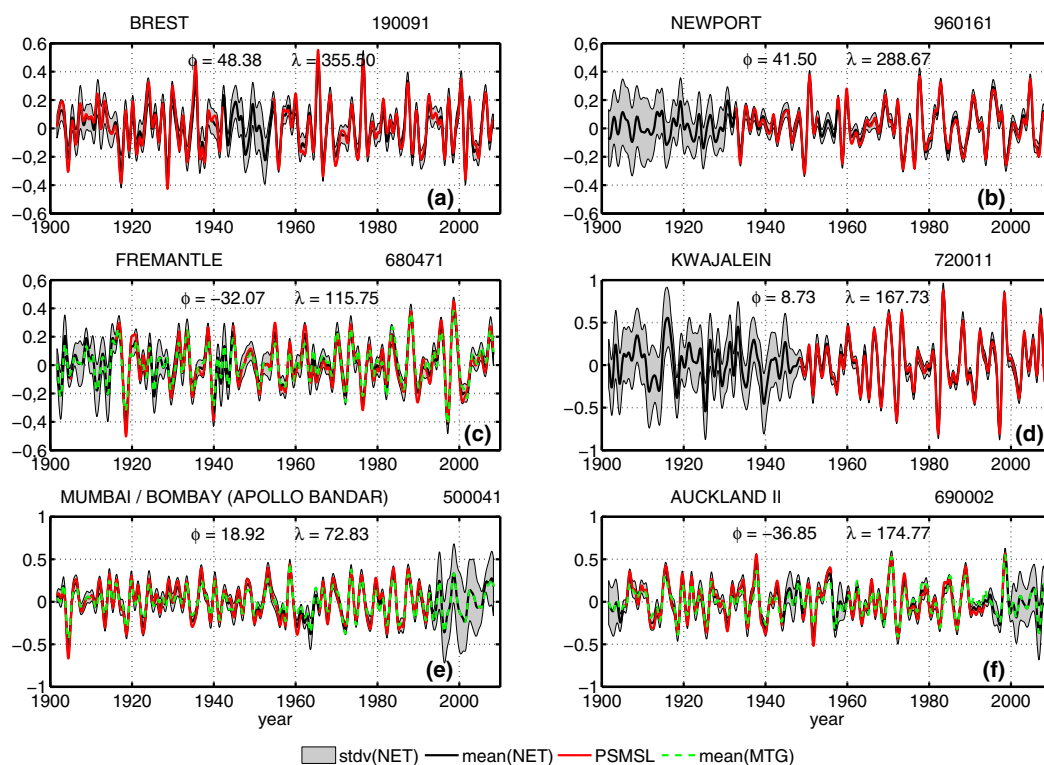 BREST 190091
ϕ = 48.38 λ = 355.50
0.6
0.4
0.2
0
−0.2
−0.4
−0.6
1900 1920 1940 1960 1980 2000
(a)
NEWPORT 960161
ϕ = 41.50 λ = 288.67
0.6
0.4
0.2
0
−0.2
−0.4
−0.6
1900 1920 1940 1960 1980 2000
(b)
FREMANTLE 680471
ϕ = −32.07 λ = 115.75
0.6
0.4
0.2
0
−0.2
−0.4
−0.6
1900 1920 1940 1960 1980 2000
(c)
KWAJALEIN 720011
ϕ = 8.73 λ = 167.73
1
0.5
0
−0.5
−1
1900 1920 1940 1960 1980 2000
(d)
MUMBAI / BOMBAY (APOLLO BANDAR) 500041
ϕ = 18.92 λ = 72.83
1
0.5
0
−0.5
−1
1900 1920 1940 1960 1980 2000
year
(e)
AUCKLAND II 690002
ϕ = −36.85 λ = 174.77
1
0.5
0
−0.5
−1
1900 1920 1940 1960 1980 2000
year
(f)
stdv(NET) mean(NET) PSMSL mean(MTG)